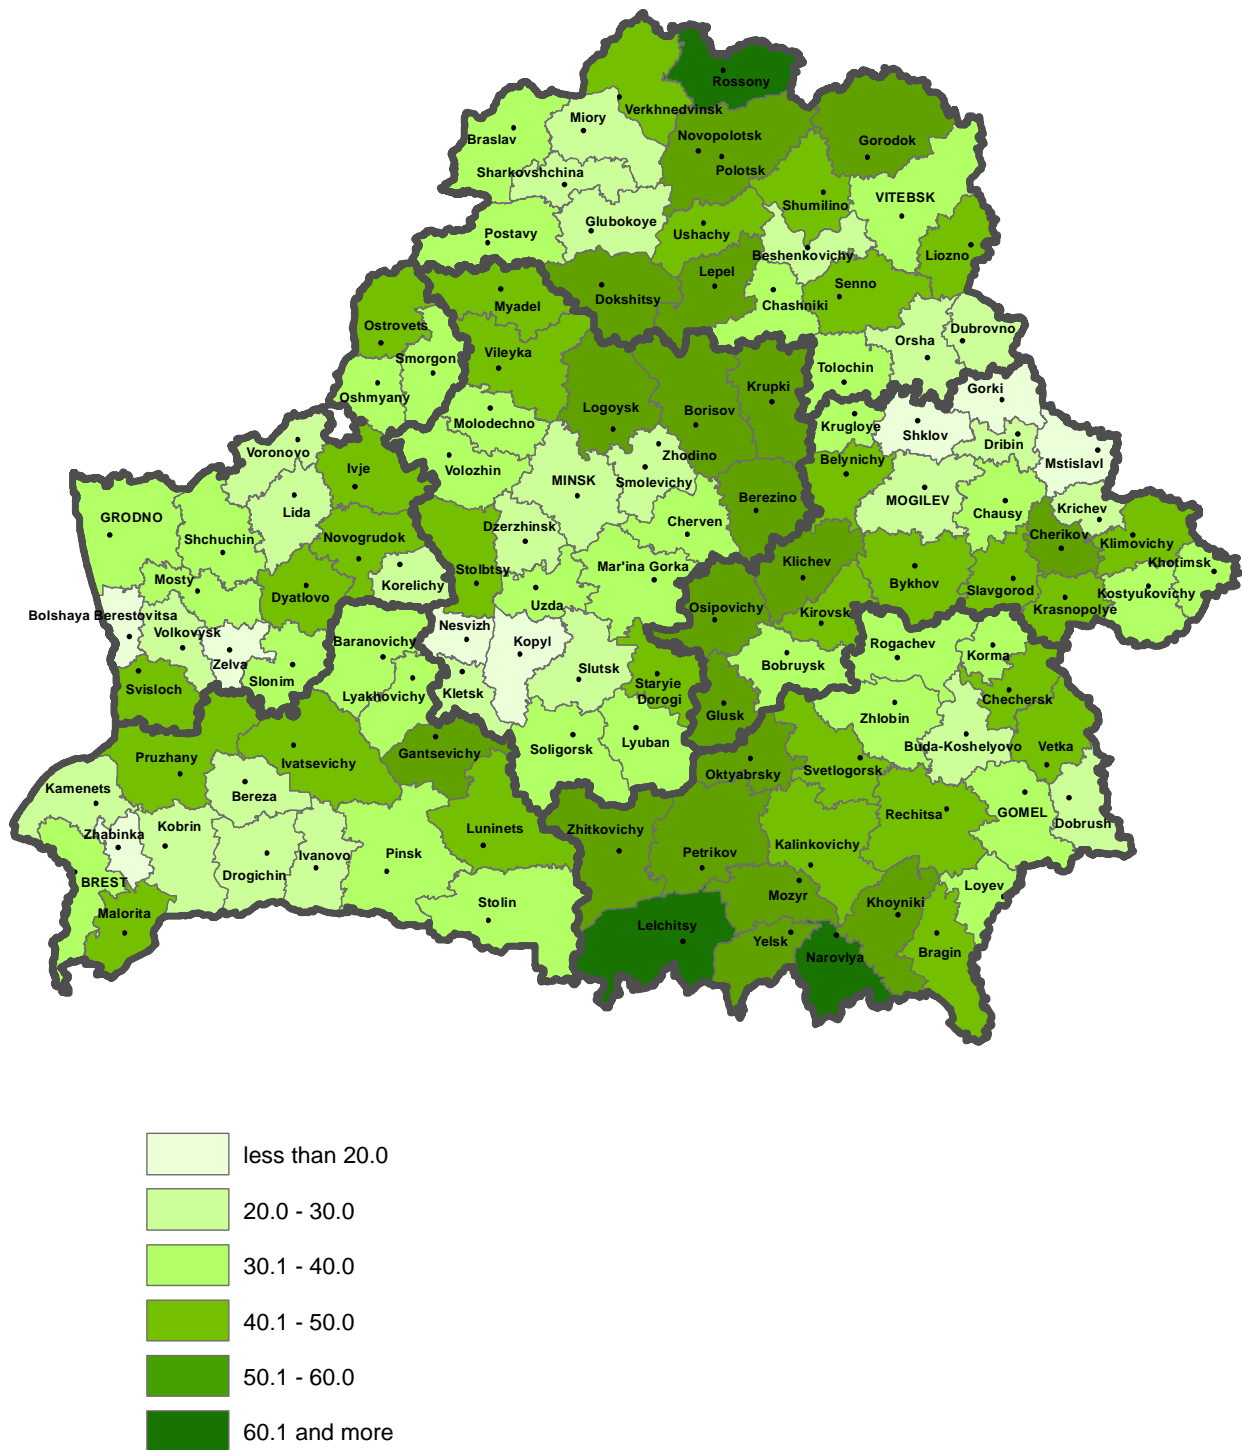 Rossony
Verkhnedvinsk
Miory
Braslav
Novopolotsk
Polotsk
Gorodok
Sharkovshchina
Shumilino
VITEBSK
Glubokoye
Postavy
Ushachy
Beshenkovichy
Liozno
Lepel
Senno
Dokshitsy
Chashniki
Myadel
Ostrovets
Orsha
Dubrovno
Smorgon
Vileyka
Tolochin
Oshmyany
Krupki
Gorki
Logoysk
Borisov
Molodechno
Krugloye
Shklov
Dribin
Voronovo
Zhodino
Ivje
Volozhin
Belynichy
Mstislavl
MINSK
Smolevichy
Berezino
MOGILEV
Krichev
GRODNO
Lida
Chausy
Dzerzhinsk
Cherven
Cherikov
Shchuchin
Novogrudok
Klimovichy
Klichev
Khotimsk
Mosty
Stolbtsy
Mar'ina Gorka
Korelichy
Bykhov
Slavgorod
Kostyukovichy
Dyatlovo
Uzda
Osipovichy
Krasnopolye
Bolshaya Berestovitsa
Kirovsk
Nesvizh
Volkovysk
Baranovichy
Kopyl
Rogachev
Korma
Zelva
Slutsk
Bobruysk
Slonim
Lyakhovichy
Kletsk
Staryie
Dorogi
Svisloch
Chechersk
Glusk
Zhlobin
Lyuban
Soligorsk
Buda-Koshelyovo
Vetka
Gantsevichy
Pruzhany
Ivatsevichy
Svetlogorsk
Oktyabrsky
Kamenets
Bereza
Rechitsa
GOMEL
Dobrush
Zhabinka
Kobrin
Luninets
Zhitkovichy
Kalinkovichy
Ivanovo
Pinsk
Petrikov
BREST
Drogichin
Loyev
Mozyr
Stolin
Khoyniki
Malorita
Lelchitsy
Yelsk
Bragin
Narovlya
less than 20.0
20.0 - 30.0
30.1 - 40.0
40.1 - 50.0
50.1 - 60.0
60.1 and more